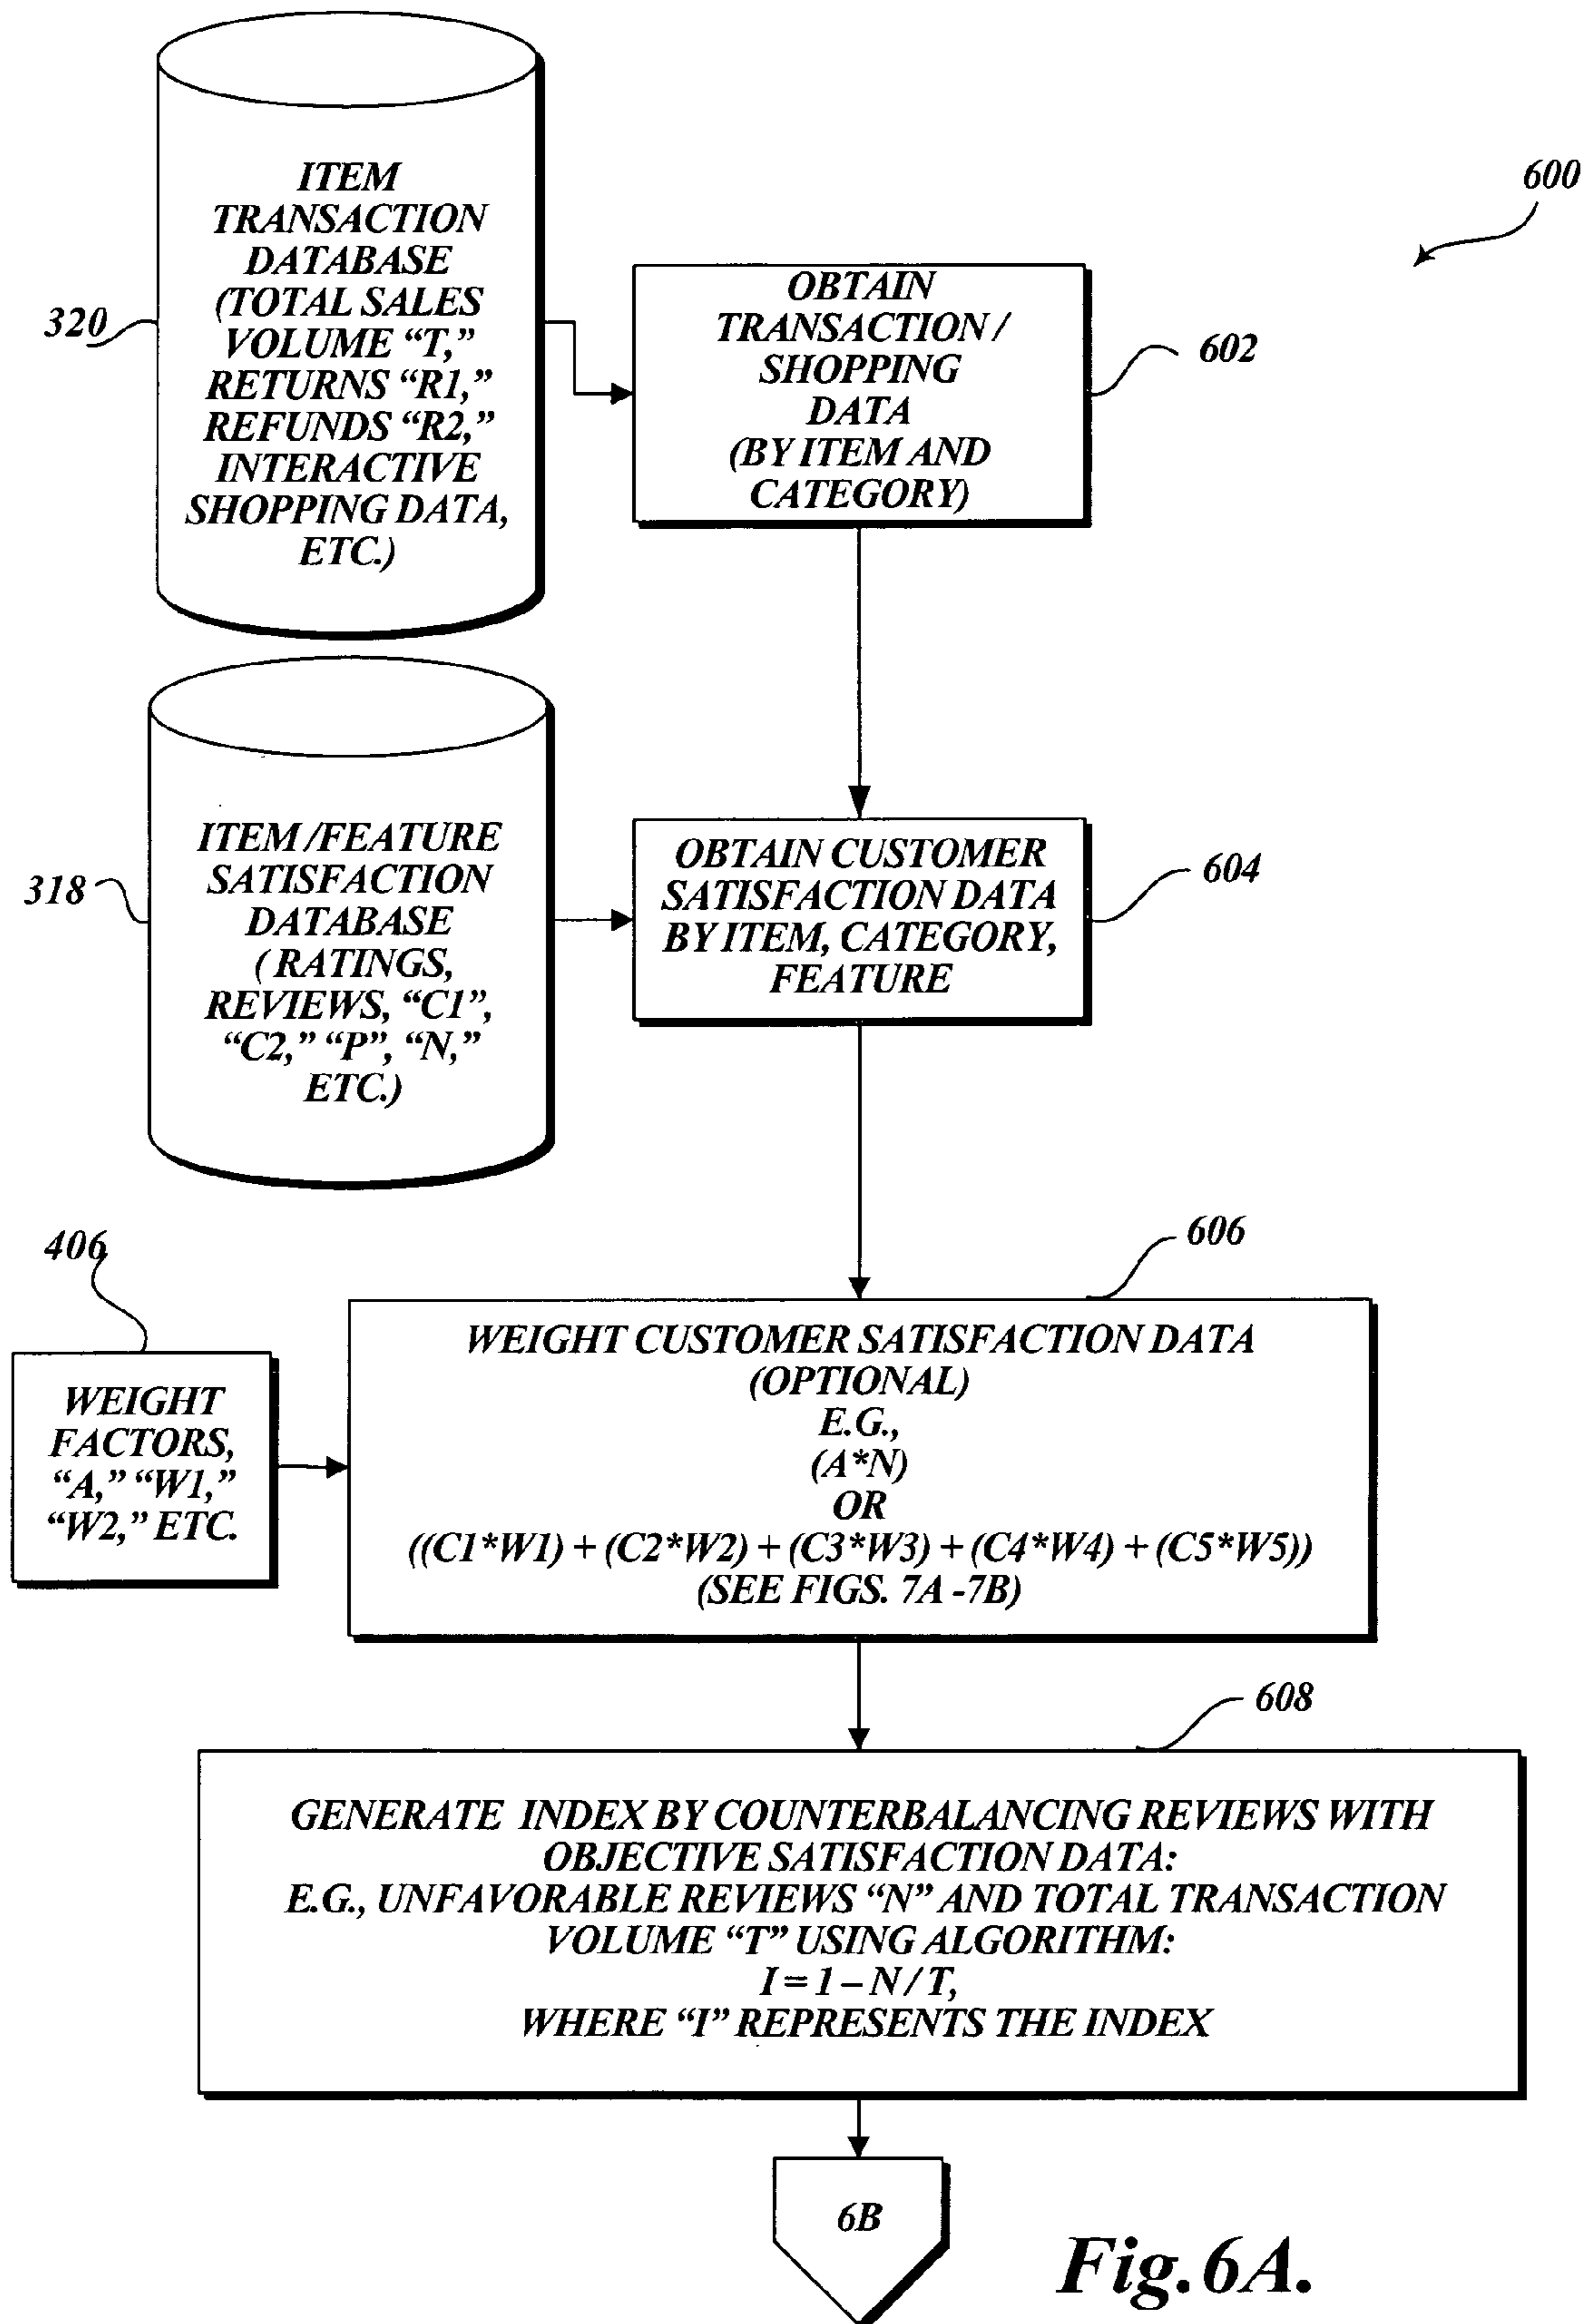 600
ITEM
TRANSACTION
DATABASE
(TOTAL SALES
VOLUME “T,”
RETURNS “R1,”
REFUNDS “R2,”
INTERACTIVE
SHOPPING DATA,
ETC.)
320
OBTAIN
TRANSACTION /
SHOPPING
DATA
(BY ITEM AND
CATEGORY)
602
ITEM /FEATURE
SATISFACTION
DATABASE
( RATINGS,
REVIEWS, “C1”,
“C2,” “P”, “N,”
ETC.)
318
OBTAIN CUSTOMER
SATISFACTION DATA
BY ITEM, CATEGORY,
FEATURE
604
406
WEIGHT
FACTORS,
“A,” “W1,”
“W2,” ETC.
606
WEIGHT CUSTOMER SATISFACTION DATA
(OPTIONAL)
E.G.,
(A*N)
OR
((C1*W1) + (C2*W2) + (C3*W3) + (C4*W4) + (C5*W5))
(SEE FIGS. 7A -7B)
608
GENERATE INDEX BY COUNTERBALANCING REVIEWS WITH
OBJECTIVE SATISFACTION DATA:
E.G., UNFAVORABLE REVIEWS “N” AND TOTAL TRANSACTION
VOLUME “T” USING ALGORITHM:
I = 1 – N / T,
WHERE “I” REPRESENTS THE INDEX
6B
Fig.6A.